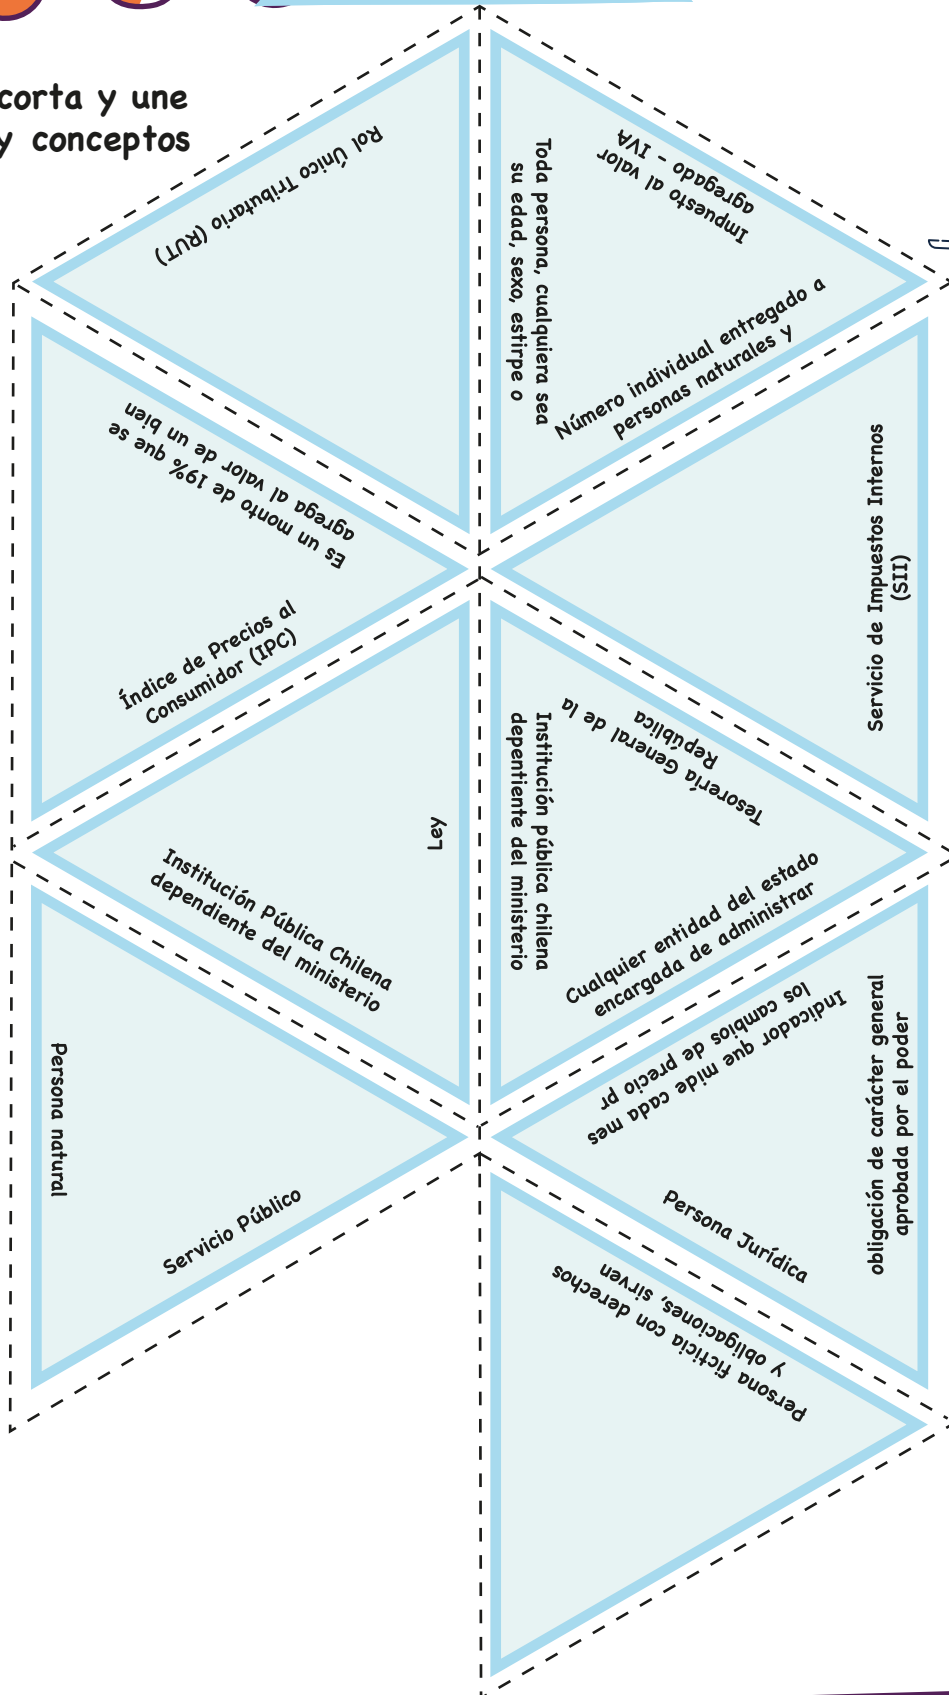 corta y une
y conceptos
Rol Único Tributario (RUT)
Impuesto al valor
agregado - IVA
Toda persona, cualquiera sea
su edad, sexo, estirpe o
Número individual entregado a
personas naturales y
Es un monto de 19% que se
agrega al valor de un bien
Índice de Precios al
Consumidor (IPC)
Servicio de Impuestos Internos
(SII)
Ley
Institución Pública Chilena
dependiente del ministerio
Tesorería General de la
República
Institución pública chilena
depentiente del ministerio
Cualquier entidad del estado
encargada de administrar
Persona natural
Servicio Público
Indicador que mide cada mes
los cambios de precio de pr
obligación de carácter general
aprobada por el poder
Persona Jurídica
Persona ficticia con derechos
y obligaciones, sirven